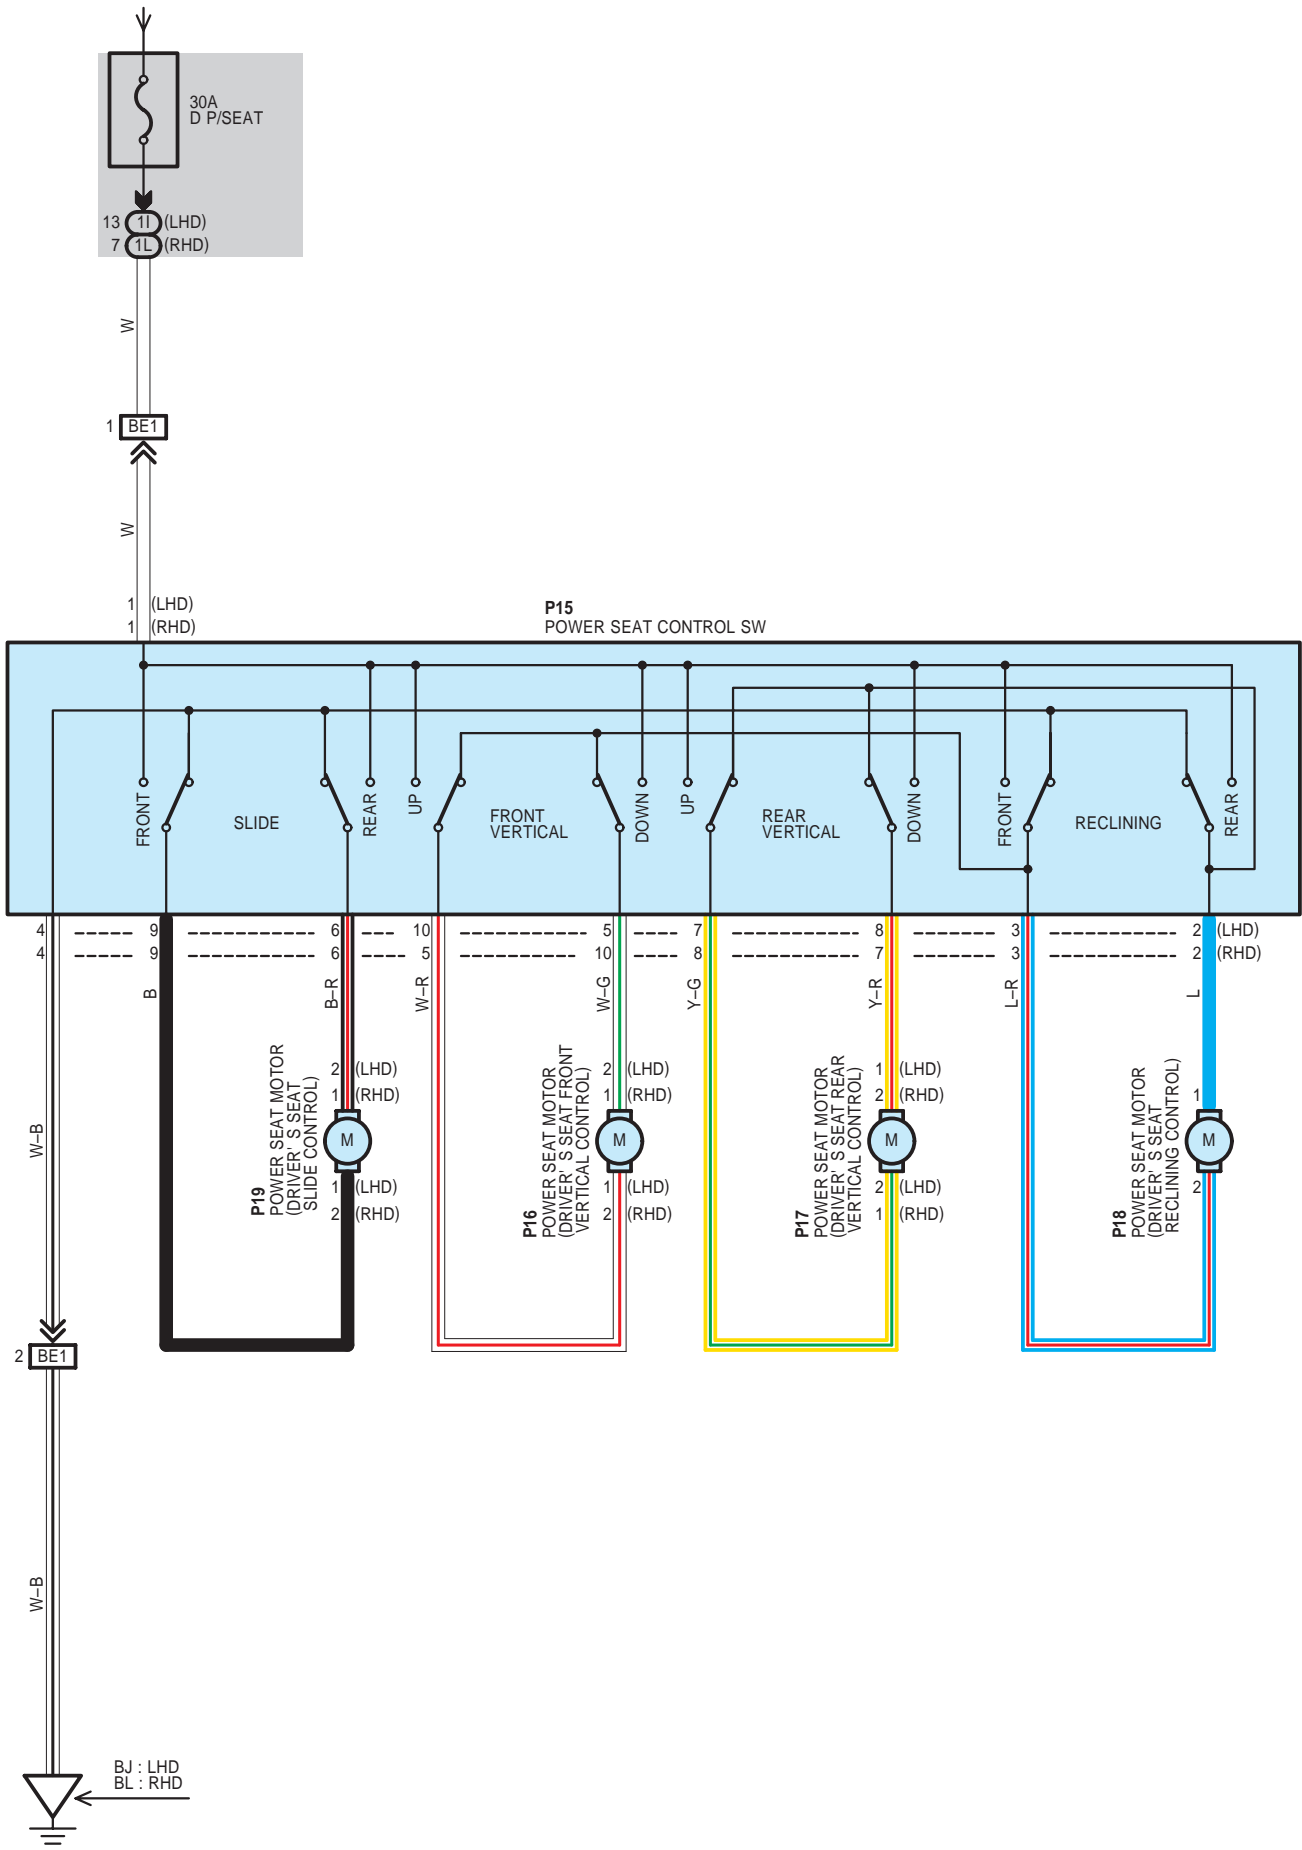 30A
D P/SEAT
13 1I (LHD)
7 1L (RHD)
W
1 BE1
W
1 (LHD)
1 (RHD)
P15
POWER SEAT CONTROL SW
FRONT
SLIDE
REAR
UP
FRONT
VERTICAL
DOWN
UP
REAR
VERTICAL
DOWN
FRONT
RECLINING
REAR
4 9 6 10 5 7 8 3 2 (LHD)
4 9 6 5 10 8 7 3 2 (RHD)
B
B–R
W–R
W–G
Y–G
Y–R
L–R
L
W–B
2 (LHD)
1 (RHD)
M
1 (LHD)
2 (RHD)
P19
POWER SEAT MOTOR
(DRIVER' S SEAT
SLIDE CONTROL)
2 (LHD)
1 (RHD)
M
1 (LHD)
2 (RHD)
P16
POWER SEAT MOTOR
(DRIVER' S SEAT FRONT
VERTICAL CONTROL)
1 (LHD)
2 (RHD)
M
2 (LHD)
1 (RHD)
P17
POWER SEAT MOTOR
(DRIVER' S SEAT REAR
VERTICAL CONTROL)
1
M
2
P18
POWER SEAT MOTOR
(DRIVER' S SEAT
RECLINING CONTROL)
2 BE1
W–B
BJ : LHD
BL : RHD